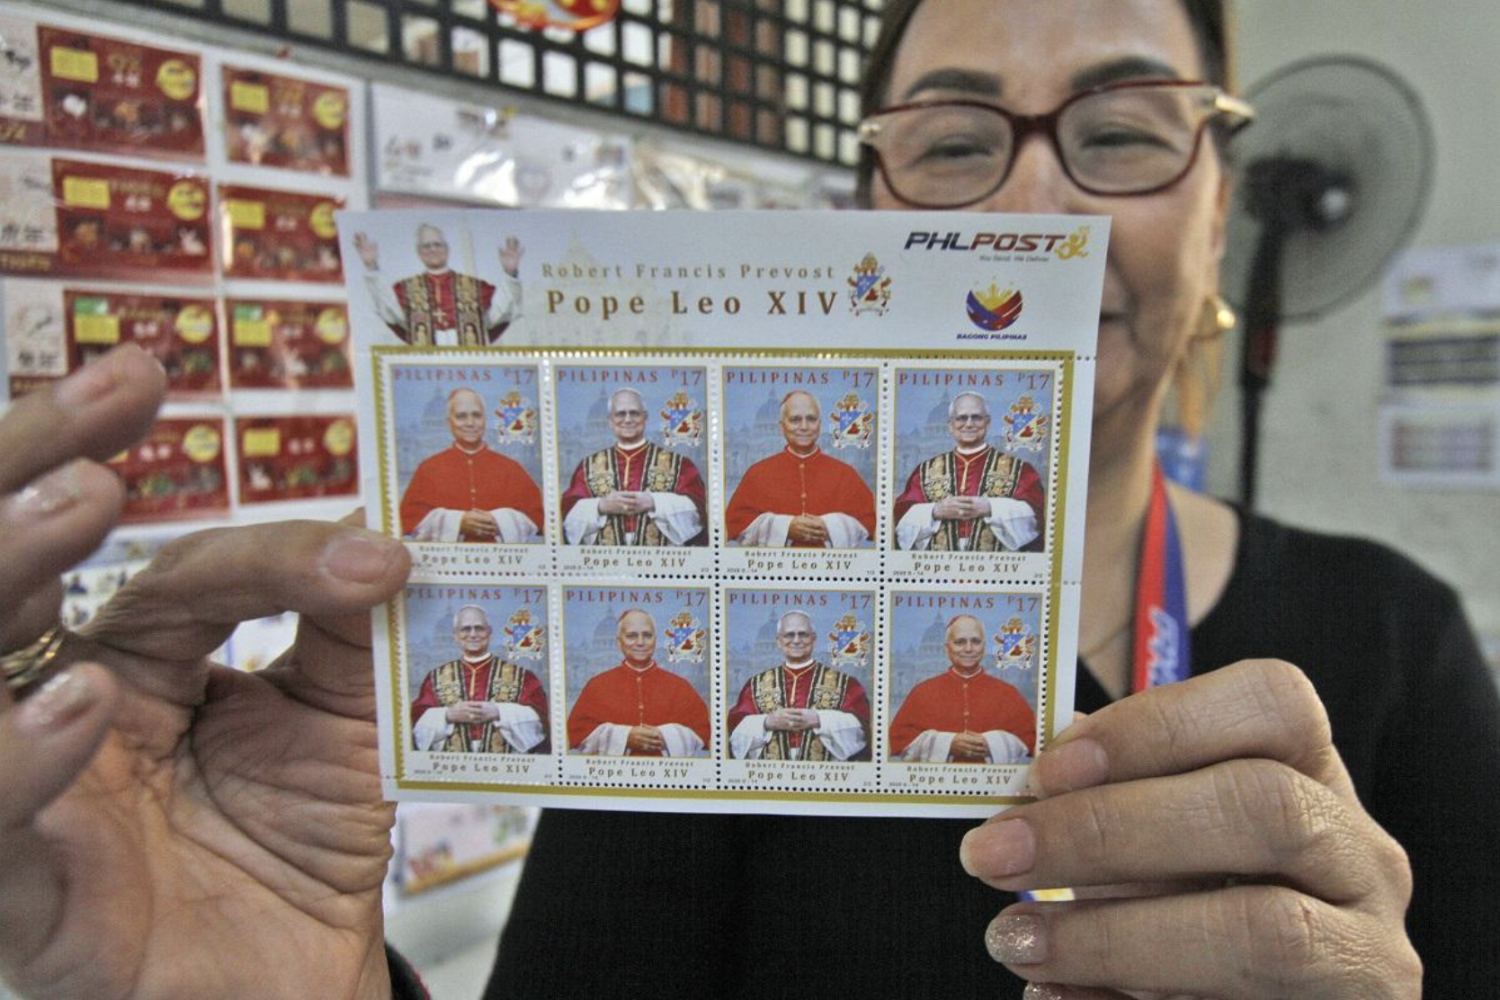 PHLPOST
You Send, We Deliver
Robert Francis Prevost
Pope Leo XIV
BAGONG PILIPINAS
PILIPINAS ₱17
PILIPINAS ₱17
PILIPINAS ₱17
PILIPINAS ₱17
Robert Francis Prevost
Robert Francis Prevost
Robert Francis Prevost
Robert Francis Prevost
Pope Leo XIV
Pope Leo XIV
Pope Leo XIV
Pope Leo XIV
PILIPINAS ₱17
PILIPINAS ₱17
PILIPINAS ₱17
PILIPINAS ₱17
Robert Francis Prevost
Robert Francis Prevost
Robert Francis Prevost
Robert Francis Prevost
Pope Leo XIV
Pope Leo XIV
Pope Leo XIV
Pope Leo XIV